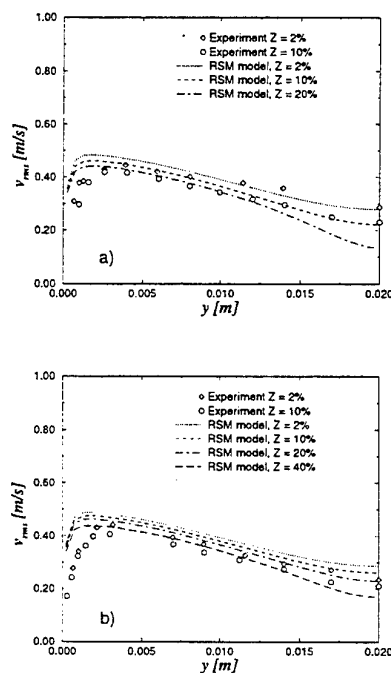 1.00
0.80
0.60
0.40
0.20
0.00
v_rms [m/s]
Experiment Z = 2%
Experiment Z = 10%
RSM model, Z = 2%
RSM model, Z = 10%
RSM model, Z = 20%
a)
0.000 0.005 0.010 0.015 0.020
y [m]
1.00
0.80
0.60
0.40
0.20
0.00
v_rms [m/s]
Experiment Z = 2%
Experiment Z = 10%
RSM model, Z = 2%
RSM model, Z = 10%
RSM model, Z = 20%
RSM model, Z = 40%
b)
0.000 0.005 0.010 0.015 0.020
y [m]